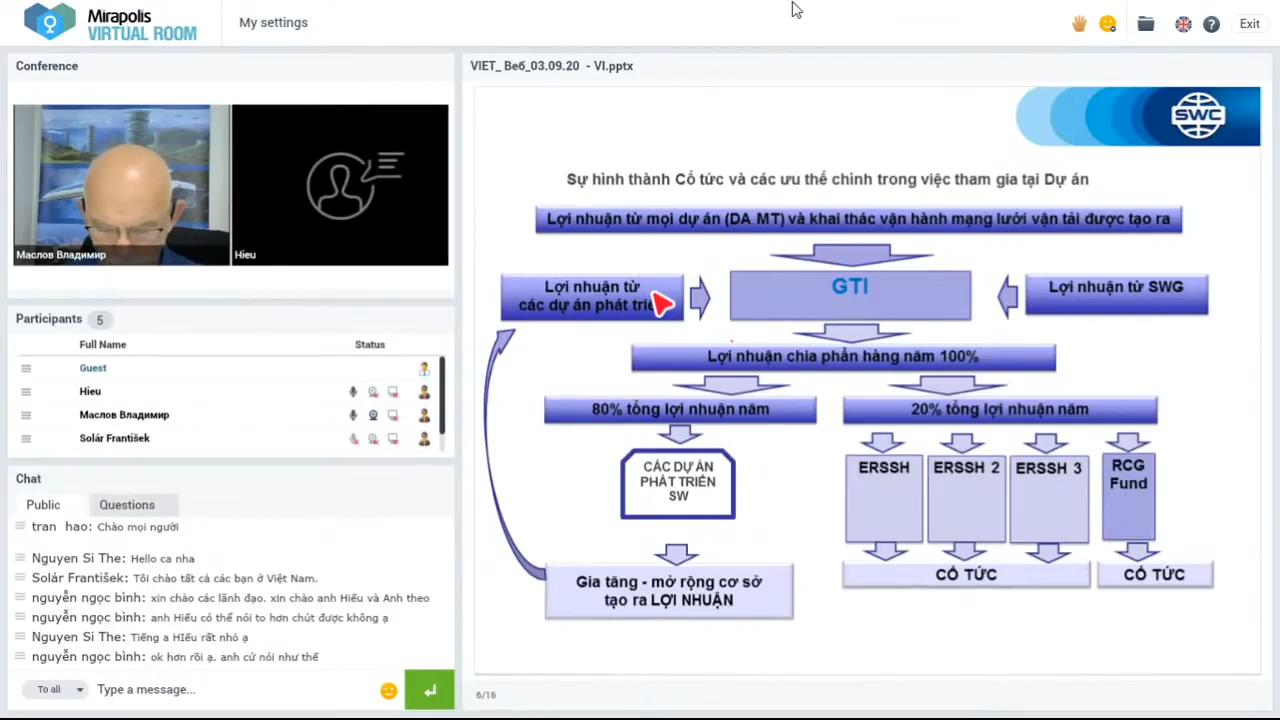 Mirapolis
VIRTUAL ROOM
My settings
Exit
Conference
Маслов Владимир
Hieu
Participants 5
Full Name Status
Guest
Hieu
Маслов Владимир
Solár František
Chat
Public Questions
tran hao: Chào mọi người
Nguyen Si The: Hello ca nha
Solár František: Tôi chào tất cả các bạn ở Việt Nam.
nguyễn ngọc bình: xin chào các lãnh đạo. xin chào anh Hiếu và Anh theo
nguyễn ngọc bình: anh Hiếu có thể nói to hơn chút được không ạ
Nguyen Si The: Tiếng a HIếu rất nhỏ ạ
nguyễn ngọc bình: ok hơn rồi ạ. anh cứ nói như thế
To all Type a message...
VIET_ Веб_03.09.20 - VI.pptx
SWC
Sự hình thành Cổ tức và các ưu thế chính trong việc tham gia tại Dự án
Lợi nhuận từ mọi dự án (DA MT) và khai thác vận hành mạng lưới vận tải được tạo ra
Lợi nhuận từ
các dự án phát triể
GTI
Lợi nhuận từ SWG
Lợi nhuận chia phần hàng năm 100%
80% tổng lợi nhuận năm
20% tổng lợi nhuận năm
CÁC DỰ ÁN
PHÁT TRIỂN
SW
ERSSH
ERSSH 2
ERSSH 3
RCG
Fund
Gia tăng - mở rộng cơ sở
tạo ra LỢI NHUẬN
CỔ TỨC
CỔ TỨC
6/16